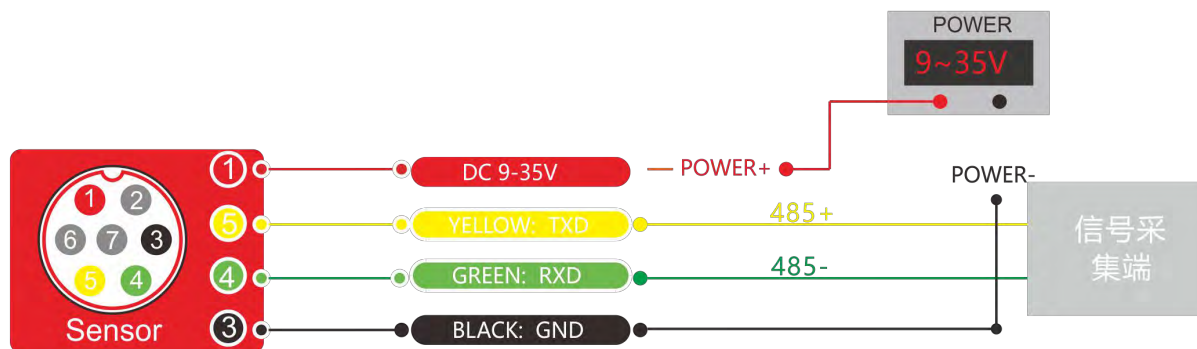 POWER
9~35V
1
DC 9-35V
POWER+
POWER-
1 2
6 7 3
5 4
5
YELLOW: TXD
485+
信号采
集端
4
GREEN: RXD
485-
Sensor
3
BLACK: GND